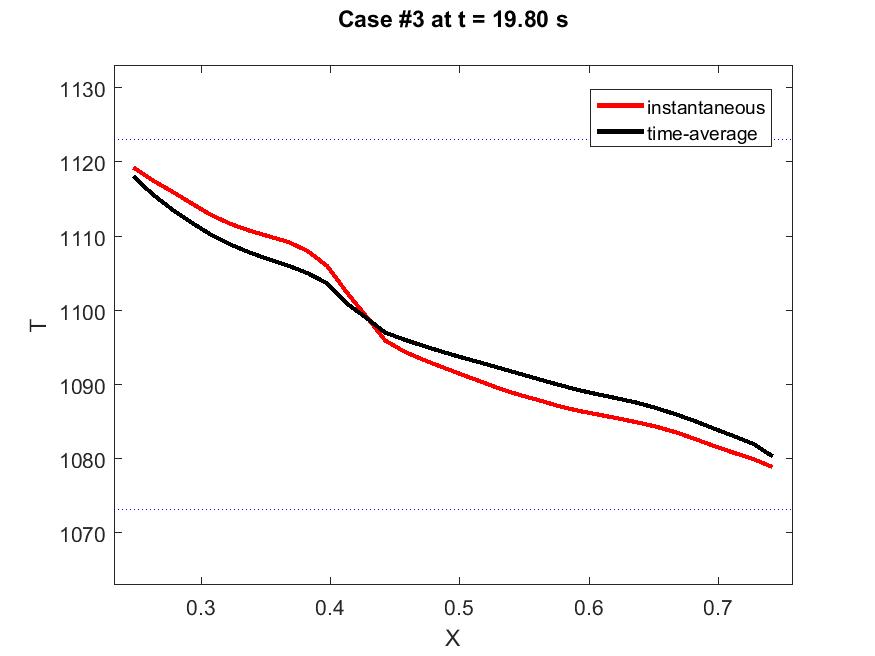 Case #3 at t = 19.80 s
instantaneous
time-average
1130
1120
1110
1100
1090
1080
1070
T
0.3 0.4 0.5 0.6 0.7
X